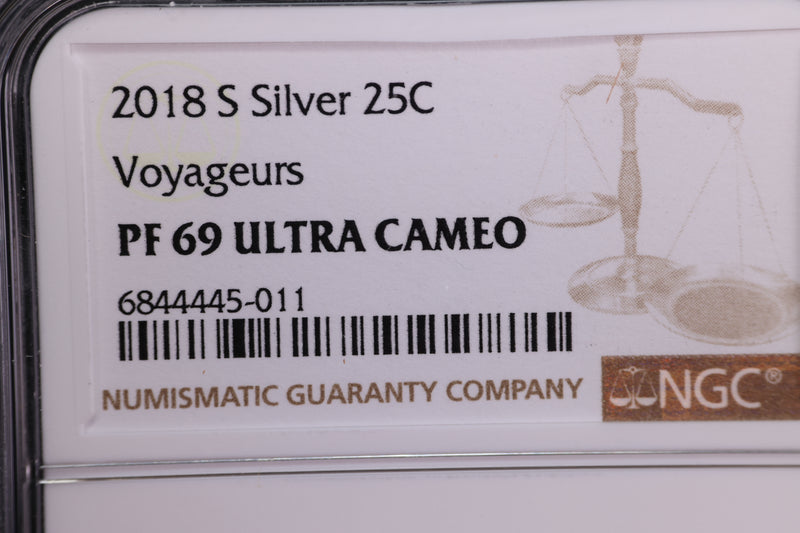 2018 S Silver 25C
Voyageurs
PF 69 ULTRA CAMEO
6844445-011
NUMISMATIC GUARANTY COMPANY
NGC®